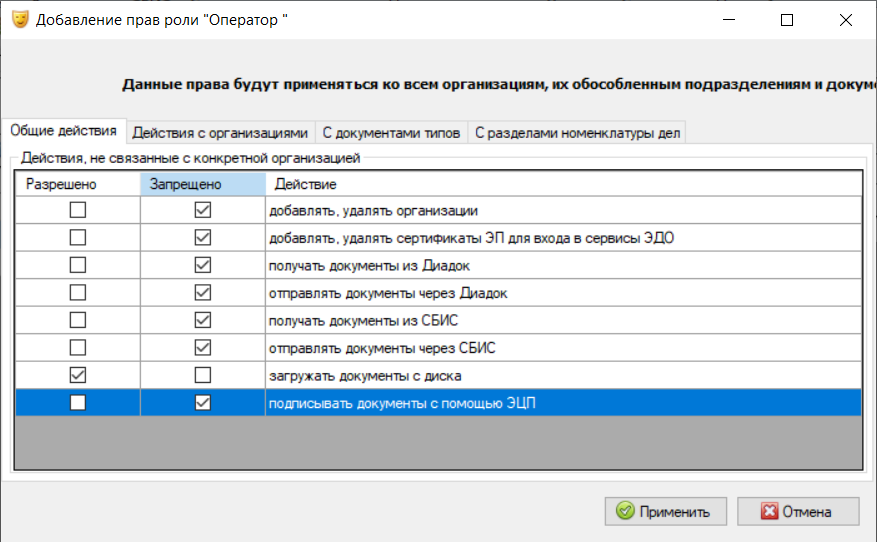 Добавление прав роли "Оператор "
Данные права будут применяться ко всем организациям, их обособленным подразделениям и докуме
Общие действия
Действия с организациями
С документами типов
С разделами номенклатуры дел
Действия, не связанные с конкретной организацией
Разрешено Запрещено Действие
добавлять, удалять организации
добавлять, удалять сертификаты ЭП для входа в сервисы ЭДО
получать документы из Диадок
отправлять документы через Диадок
получать документы из СБИС
отправлять документы через СБИС
загружать документы с диска
подписывать документы с помощью ЭЦП
Применить
Отмена